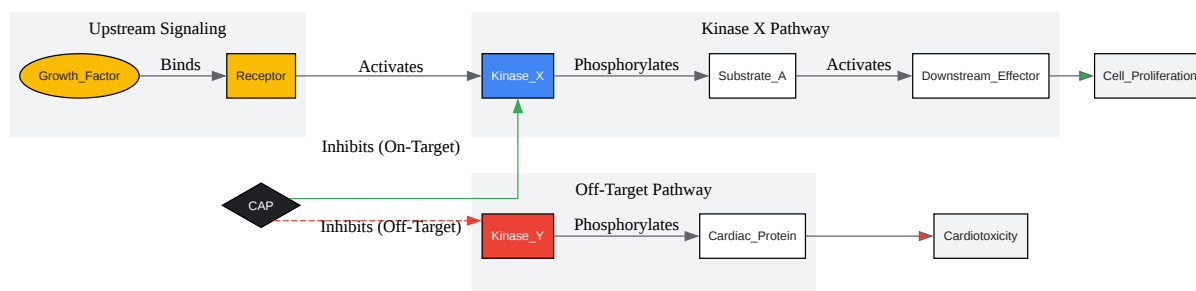 Upstream Signaling
Kinase X Pathway
Growth_Factor
Binds
Receptor
Activates
Kinase_X
Phosphorylates
Substrate_A
Activates
Downstream_Effector
Cell_Proliferation
Inhibits (On-Target)
CAP
Inhibits (Off-Target)
Off-Target Pathway
Kinase_Y
Phosphorylates
Cardiac_Protein
Cardiotoxicity